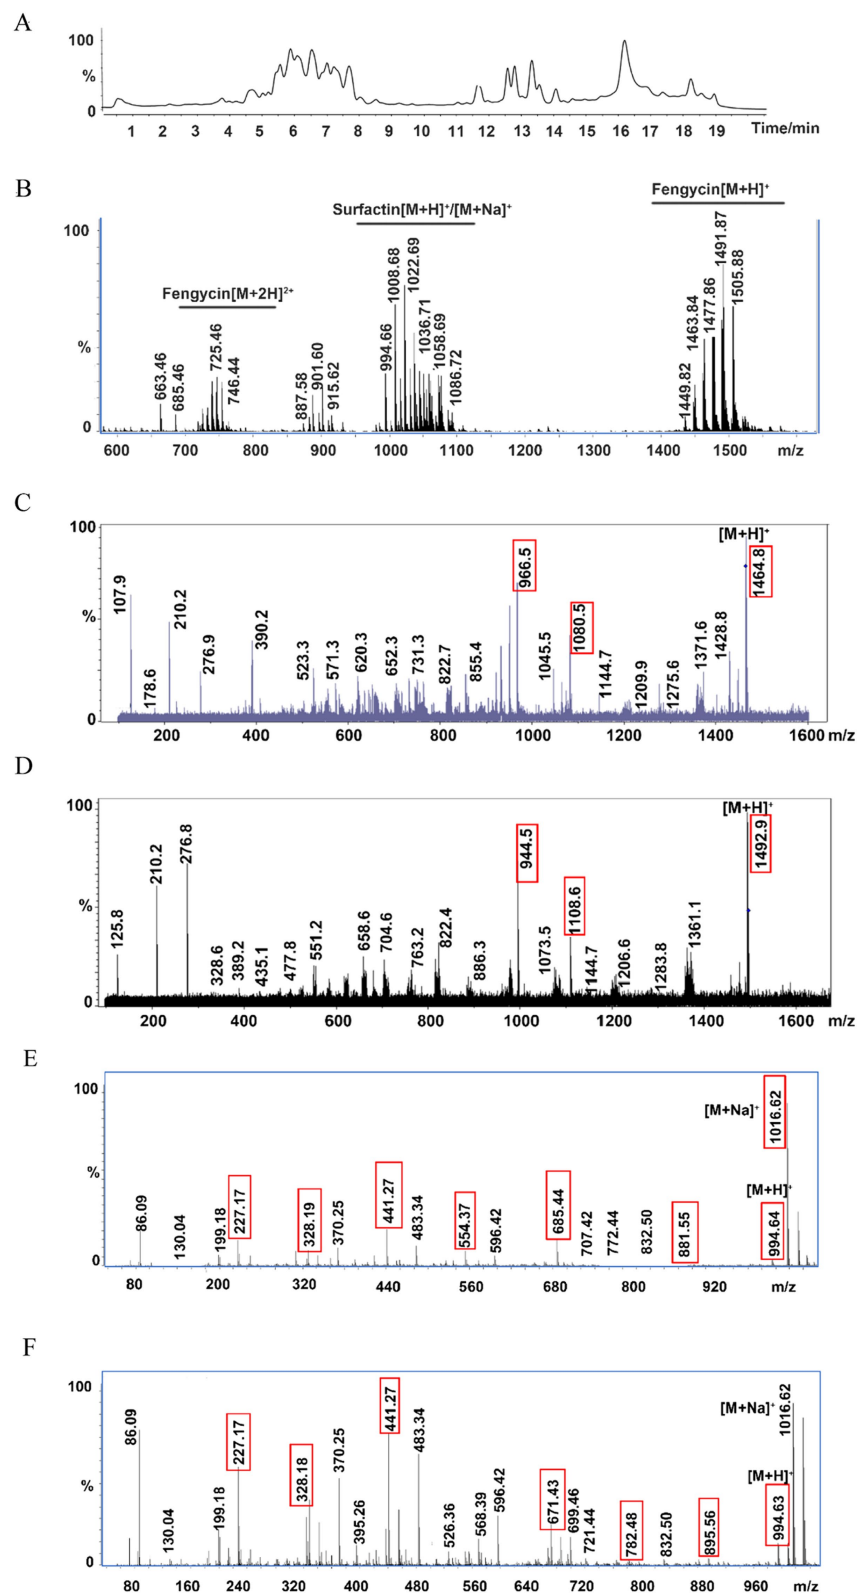 A
100
%
0
1 2 3 4 5 6 7 8 9 10 11 12 13 14 15 16 17 18 19 Time/min
B
Fengycin[M+H]⁺
Surfactin[M+H]⁺/[M+Na]⁺
Fengycin[M+2H]²⁺
100
%
0
663.46 685.46 725.46 746.44 887.58 901.60 915.62 994.66 1008.68 1022.69 1036.71 1058.69 1086.72 1449.82 1463.84 1477.86 1491.87 1505.88
600 700 800 900 1000 1100 1200 1300 1400 1500 m/z
C
100
%
0
[M+H]⁺
107.9 178.6 210.2 276.9 390.2 523.3 571.3 620.3 652.3 731.3 822.7 855.4 966.5 1045.5 1080.5 1144.7 1209.9 1275.6 1371.6 1428.8 1464.8
200 400 600 800 1000 1200 1400 1600 m/z
D
100
%
0
[M+H]⁺
125.8 210.2 276.8 328.6 389.2 435.1 477.8 551.2 658.6 704.6 763.2 822.4 886.3 944.5 1073.5 1108.6 1144.7 1206.6 1283.8 1361.1 1492.9
200 400 600 800 1000 1200 1400 1600 m/z
E
100
%
0
[M+Na]⁺
[M+H]⁺
86.09 130.04 199.18 227.17 328.19 370.25 441.27 483.34 554.37 596.42 685.44 707.42 772.44 832.50 881.55 994.64 1016.62
80 200 320 440 560 680 800 920 m/z
F
100
%
0
[M+Na]⁺
[M+H]⁺
86.09 130.04 199.18 227.17 328.18 370.25 395.26 441.27 483.34 526.36 568.39 596.42 671.43 699.46 721.44 782.48 832.50 895.56 994.63 1016.62
80 160 240 320 400 480 560 640 720 800 880 960 m/z